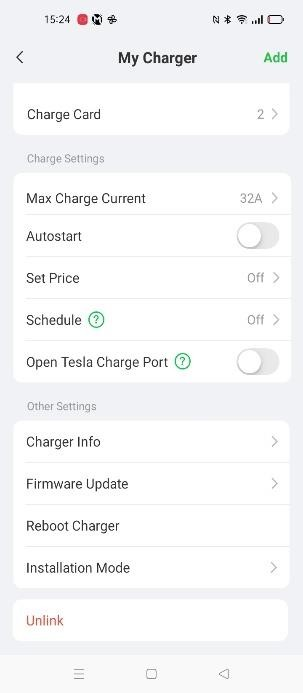 15:24
My Charger
Add
Charge Card 2
Charge Settings
Max Charge Current 32A
Autostart
Set Price Off
Schedule ? Off
Open Tesla Charge Port ?
Other Settings
Charger Info
Firmware Update
Reboot Charger
Installation Mode
Unlink